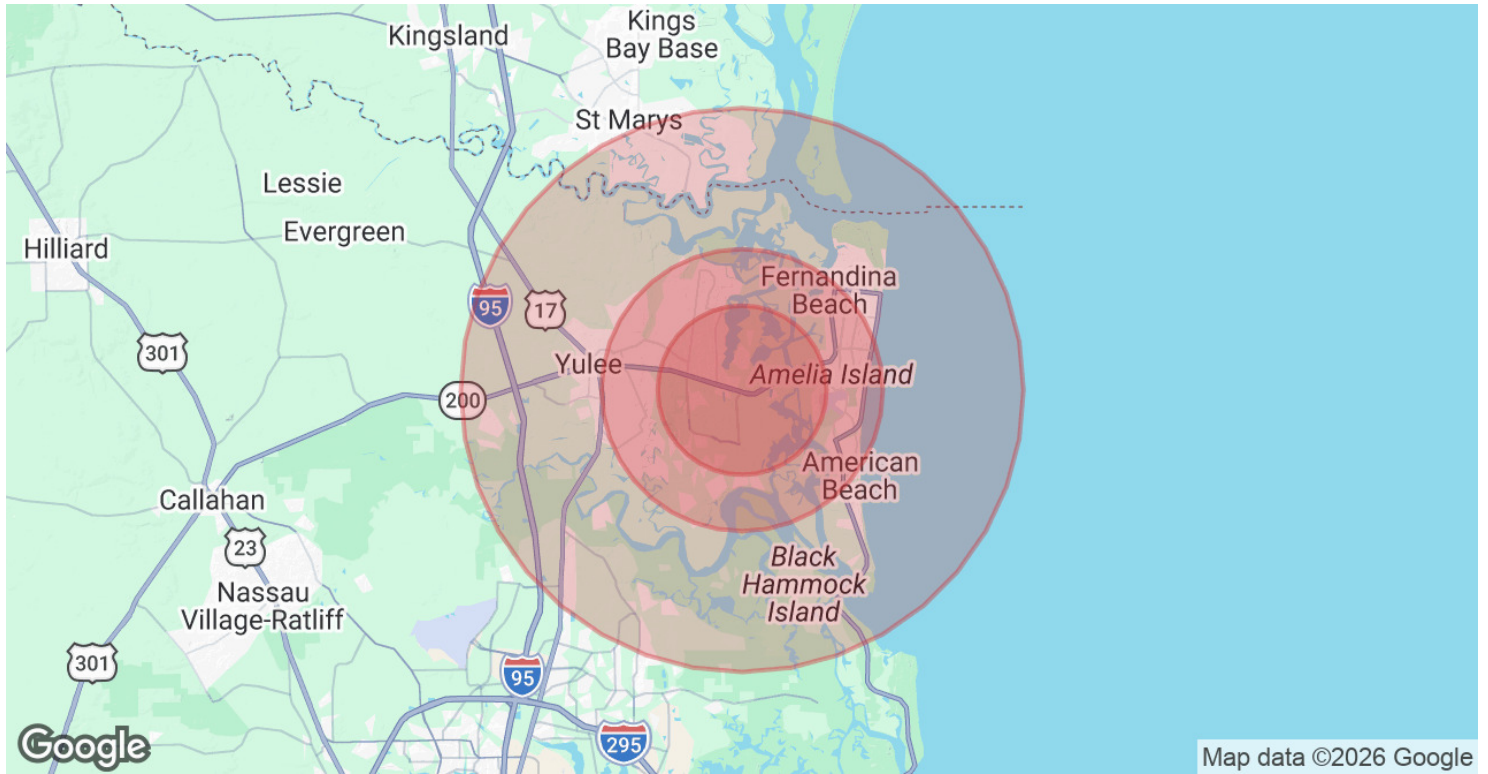 Kingsland
Kings
Bay Base
St Marys
Lessie
Evergreen
Hilliard
Fernandina
Beach
95
17
301
Yulee
Amelia Island
200
American
Beach
Callahan
23
Black
Hammock
Island
Nassau
Village-Ratliff
301
95
295
Google
Map data ©2026 Google